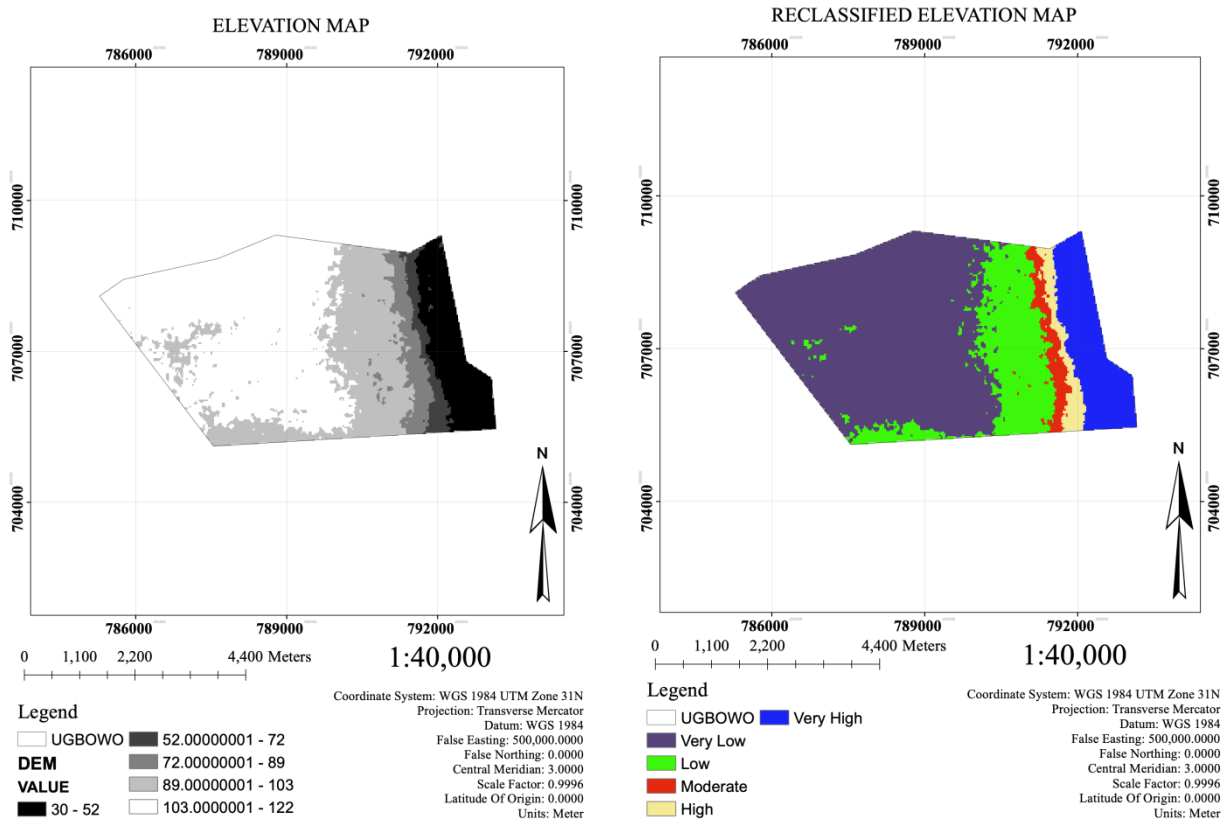 ELEVATION MAP
786000
789000
792000
710000
710000
707000
707000
704000
704000
N
786000
789000
792000
0
1,100
2,200
4,400 Meters
1:40,000
Coordinate System: WGS 1984 UTM Zone 31N
Projection: Transverse Mercator
Datum: WGS 1984
False Easting: 500,000.0000
False Northing: 0.0000
Central Meridian: 3.0000
Scale Factor: 0.9996
Latitude Of Origin: 0.0000
Units: Meter
Legend
UGBOWO
DEM
VALUE
30 - 52
52.00000001 - 72
72.00000001 - 89
89.00000001 - 103
103.0000001 - 122
RECLASSIFIED ELEVATION MAP
786000
789000
792000
710000
710000
707000
707000
704000
704000
N
786000
789000
792000
0
1,100
2,200
4,400 Meters
1:40,000
Coordinate System: WGS 1984 UTM Zone 31N
Projection: Transverse Mercator
Datum: WGS 1984
False Easting: 500,000.0000
False Northing: 0.0000
Central Meridian: 3.0000
Scale Factor: 0.9996
Latitude Of Origin: 0.0000
Units: Meter
Legend
UGBOWO
Very Low
Low
Moderate
High
Very High